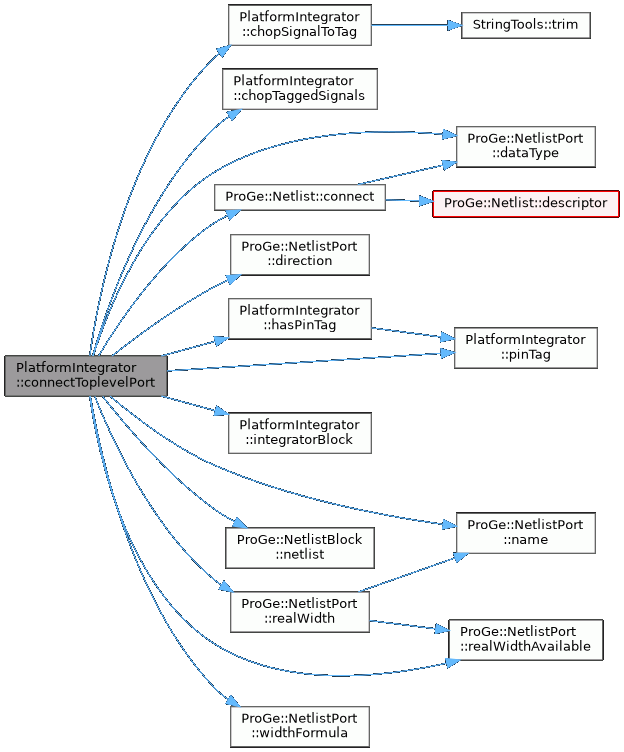 PlatformIntegrator
::chopSignalToTag
StringTools::trim
PlatformIntegrator
::chopTaggedSignals
ProGe::NetlistPort
::dataType
ProGe::Netlist::connect
ProGe::Netlist::descriptor
ProGe::NetlistPort
::direction
PlatformIntegrator
::hasPinTag
PlatformIntegrator
::pinTag
PlatformIntegrator
::connectToplevelPort
PlatformIntegrator
::integratorBlock
ProGe::NetlistPort
::name
ProGe::NetlistBlock
::netlist
ProGe::NetlistPort
::realWidth
ProGe::NetlistPort
::realWidthAvailable
ProGe::NetlistPort
::widthFormula